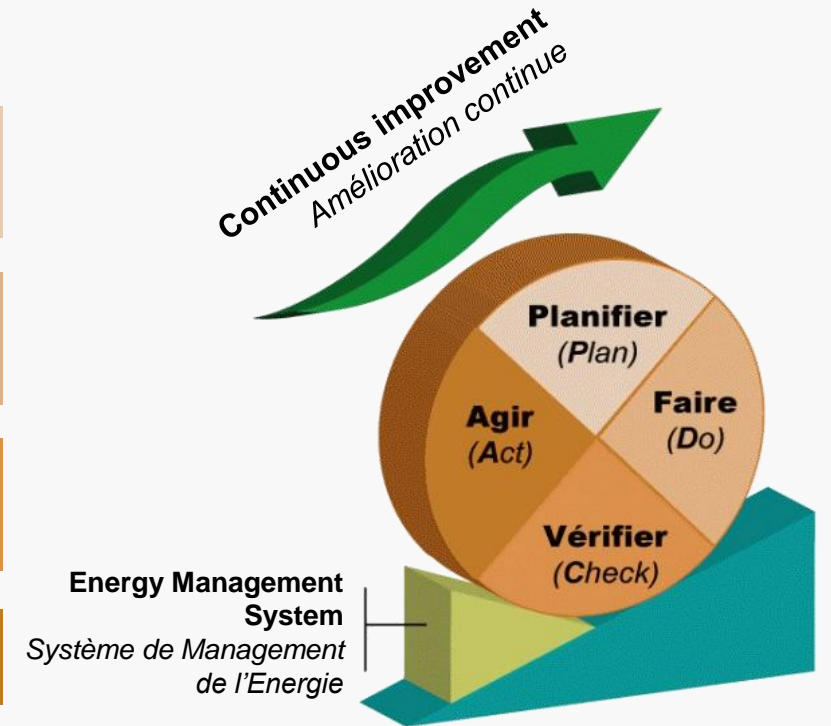 Continuous improvement
Amélioration continue
Planifier
(Plan)
Faire
(Do)
Agir
(Act)
Vérifier
(Check)
Energy Management
System
Système de Management
de l’Energie